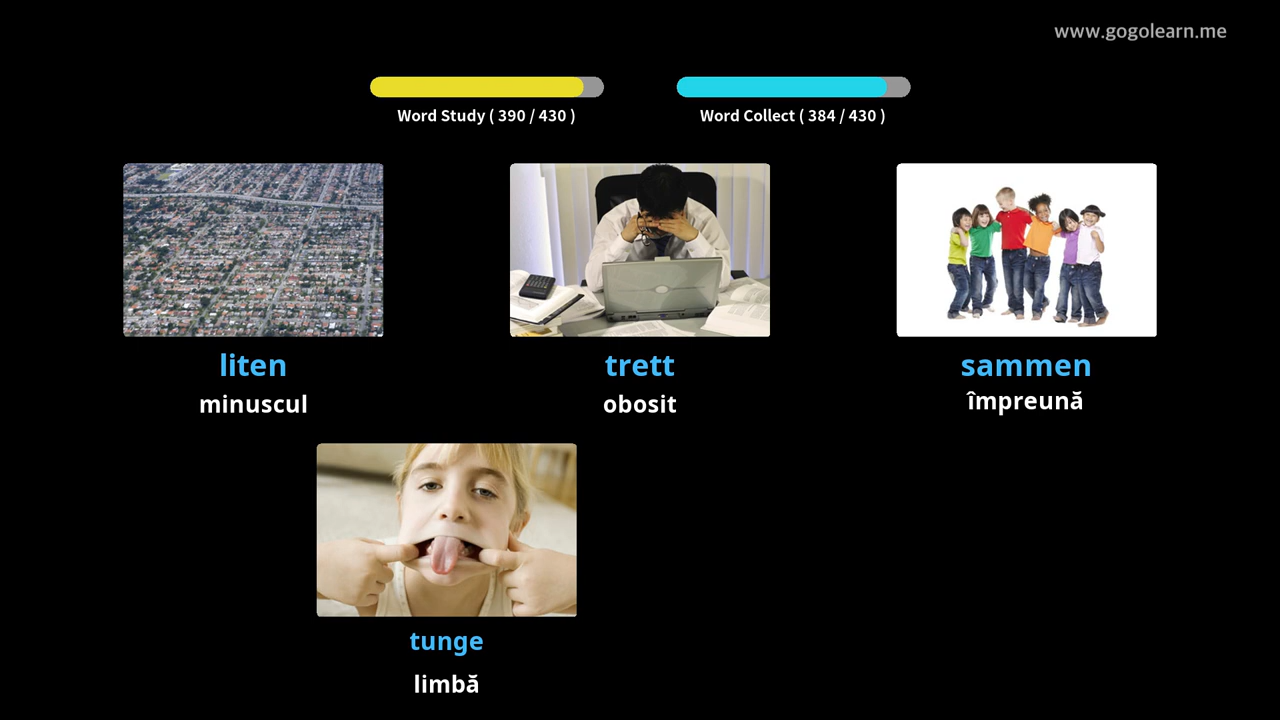 www.gogolearn.me
Word Study ( 390 / 430 )
Word Collect ( 384 / 430 )
liten
minuscul
trett
obosit
sammen
împreună
tunge
limbă